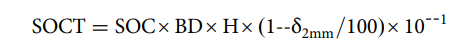 SOCT = SOC× BD × H× (1--δ₂ₘₘ/100)× 10⁻⁻¹